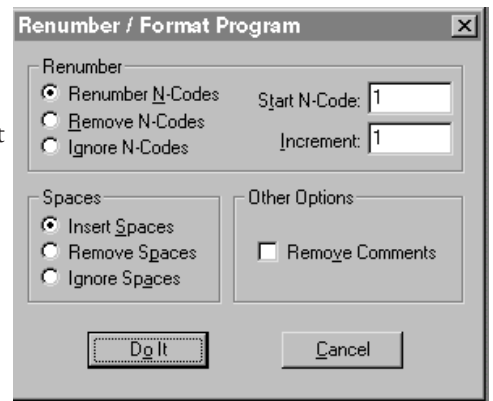 Renumber / Format Program
Renumber
Renumber N-Codes
Start N-Code: 1
Remove N-Codes
Ignore N-Codes
Increment: 1
t
Spaces
Other Options
Insert Spaces
Remove Spaces
Remove Comments
Ignore Spaces
Do It
Cancel